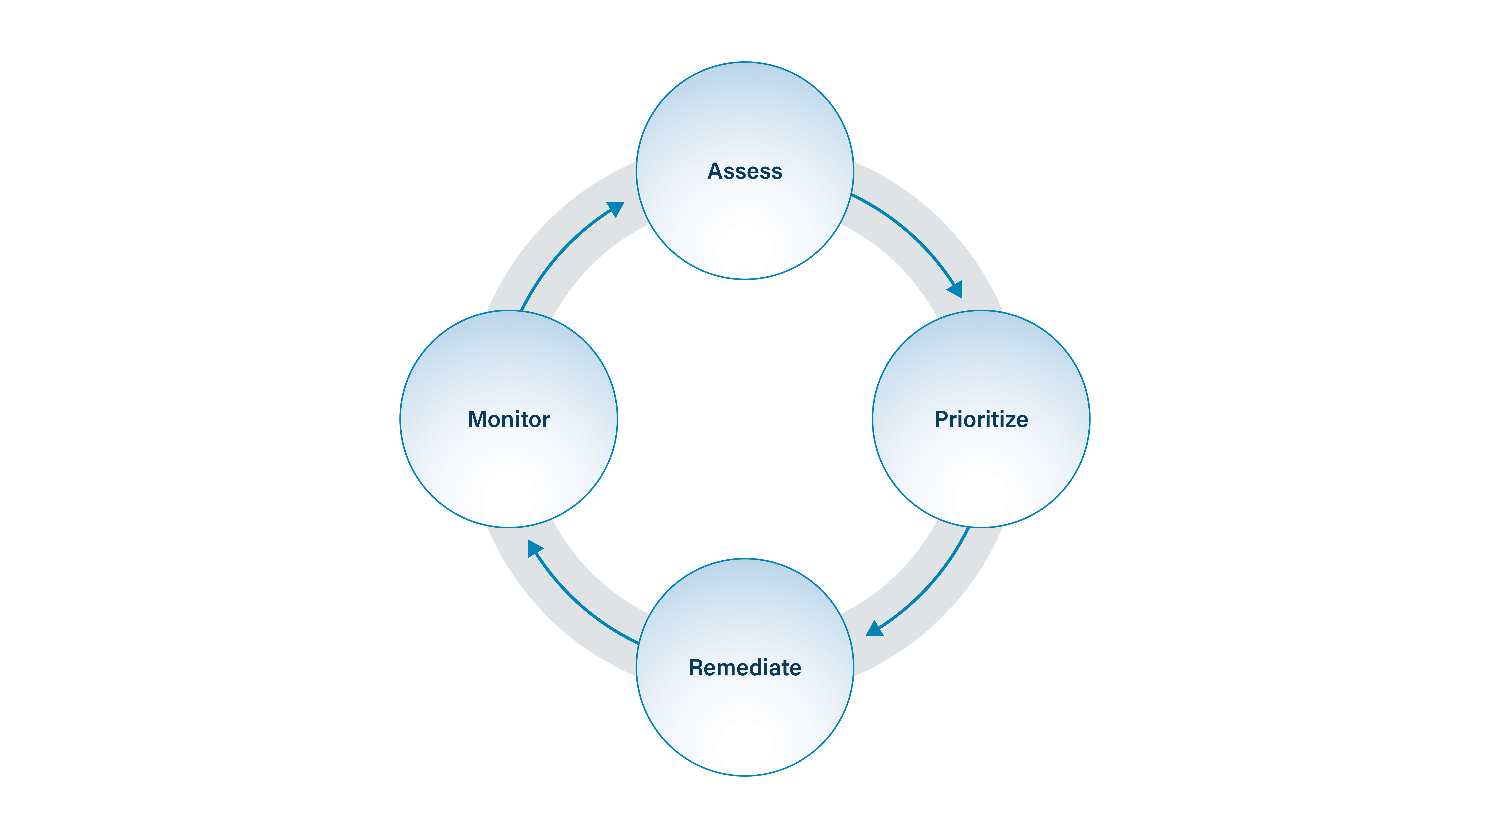 Assess
Prioritize
Remediate
Monitor